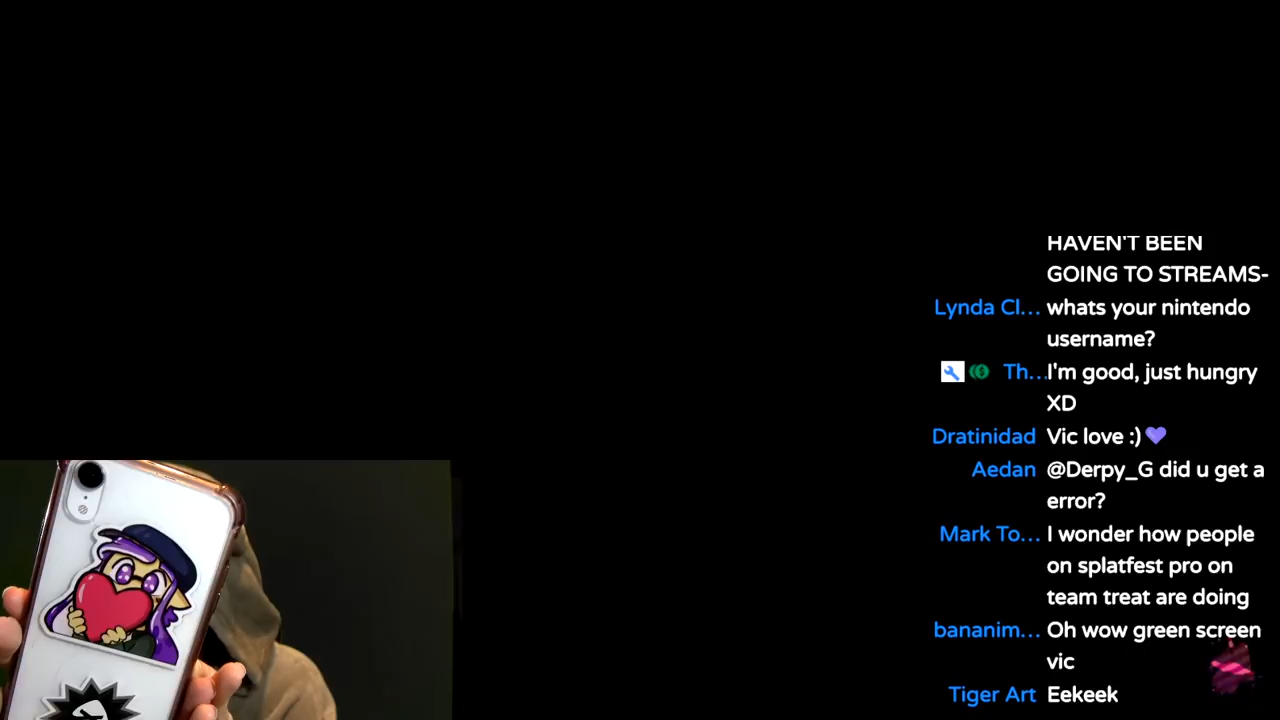 HAVEN'T BEEN
GOING TO STREAMS-
Lynda Cl… whats your nintendo
username?
Th… I'm good, just hungry
XD
Dratinidad Vic love :)💜
Aedan @Derpy_G did u get a
error?
Mark To… I wonder how people
on splatfest pro on
team treat are doing
bananim… Oh wow green screen
vic
Tiger Art Eekeek